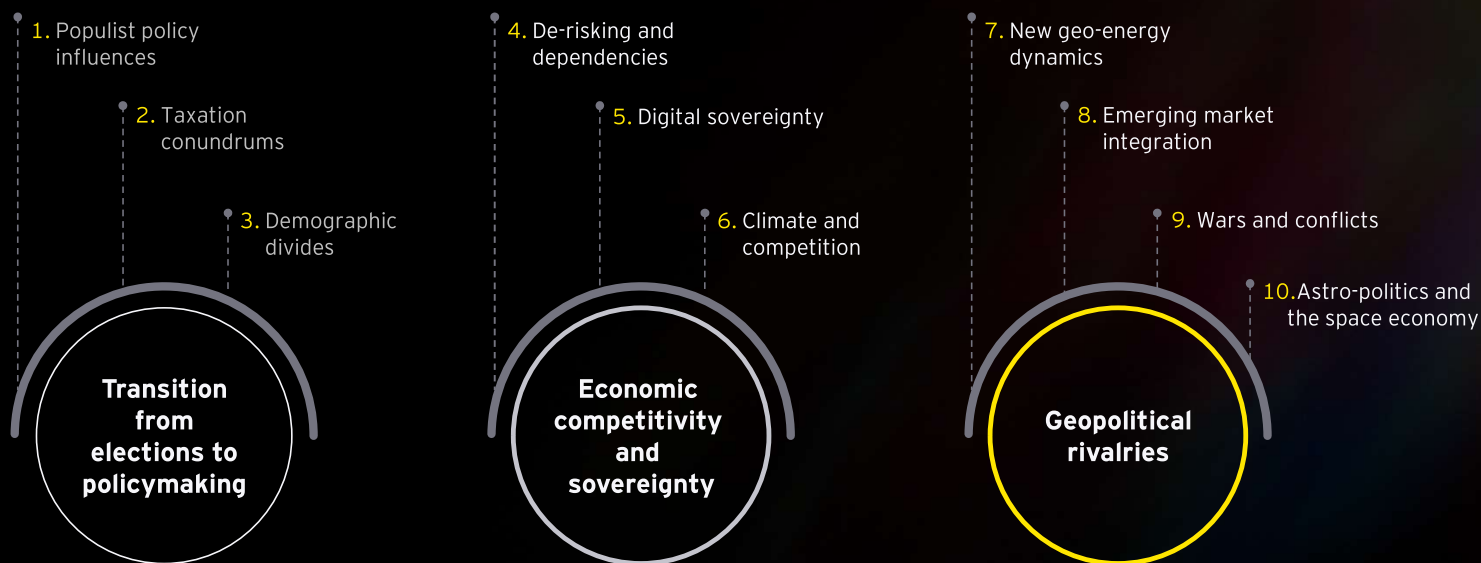 1. Populist policy
influences
2. Taxation
conundrums
3. Demographic
divides
Transition
from
elections to
policymaking
4. De-risking and
dependencies
5. Digital sovereignty
6. Climate and
competition
Economic
competitivity
and
sovereignty
7. New geo-energy
dynamics
8. Emerging market
integration
9. Wars and conflicts
10.Astro-politics and
the space economy
Geopolitical
rivalries